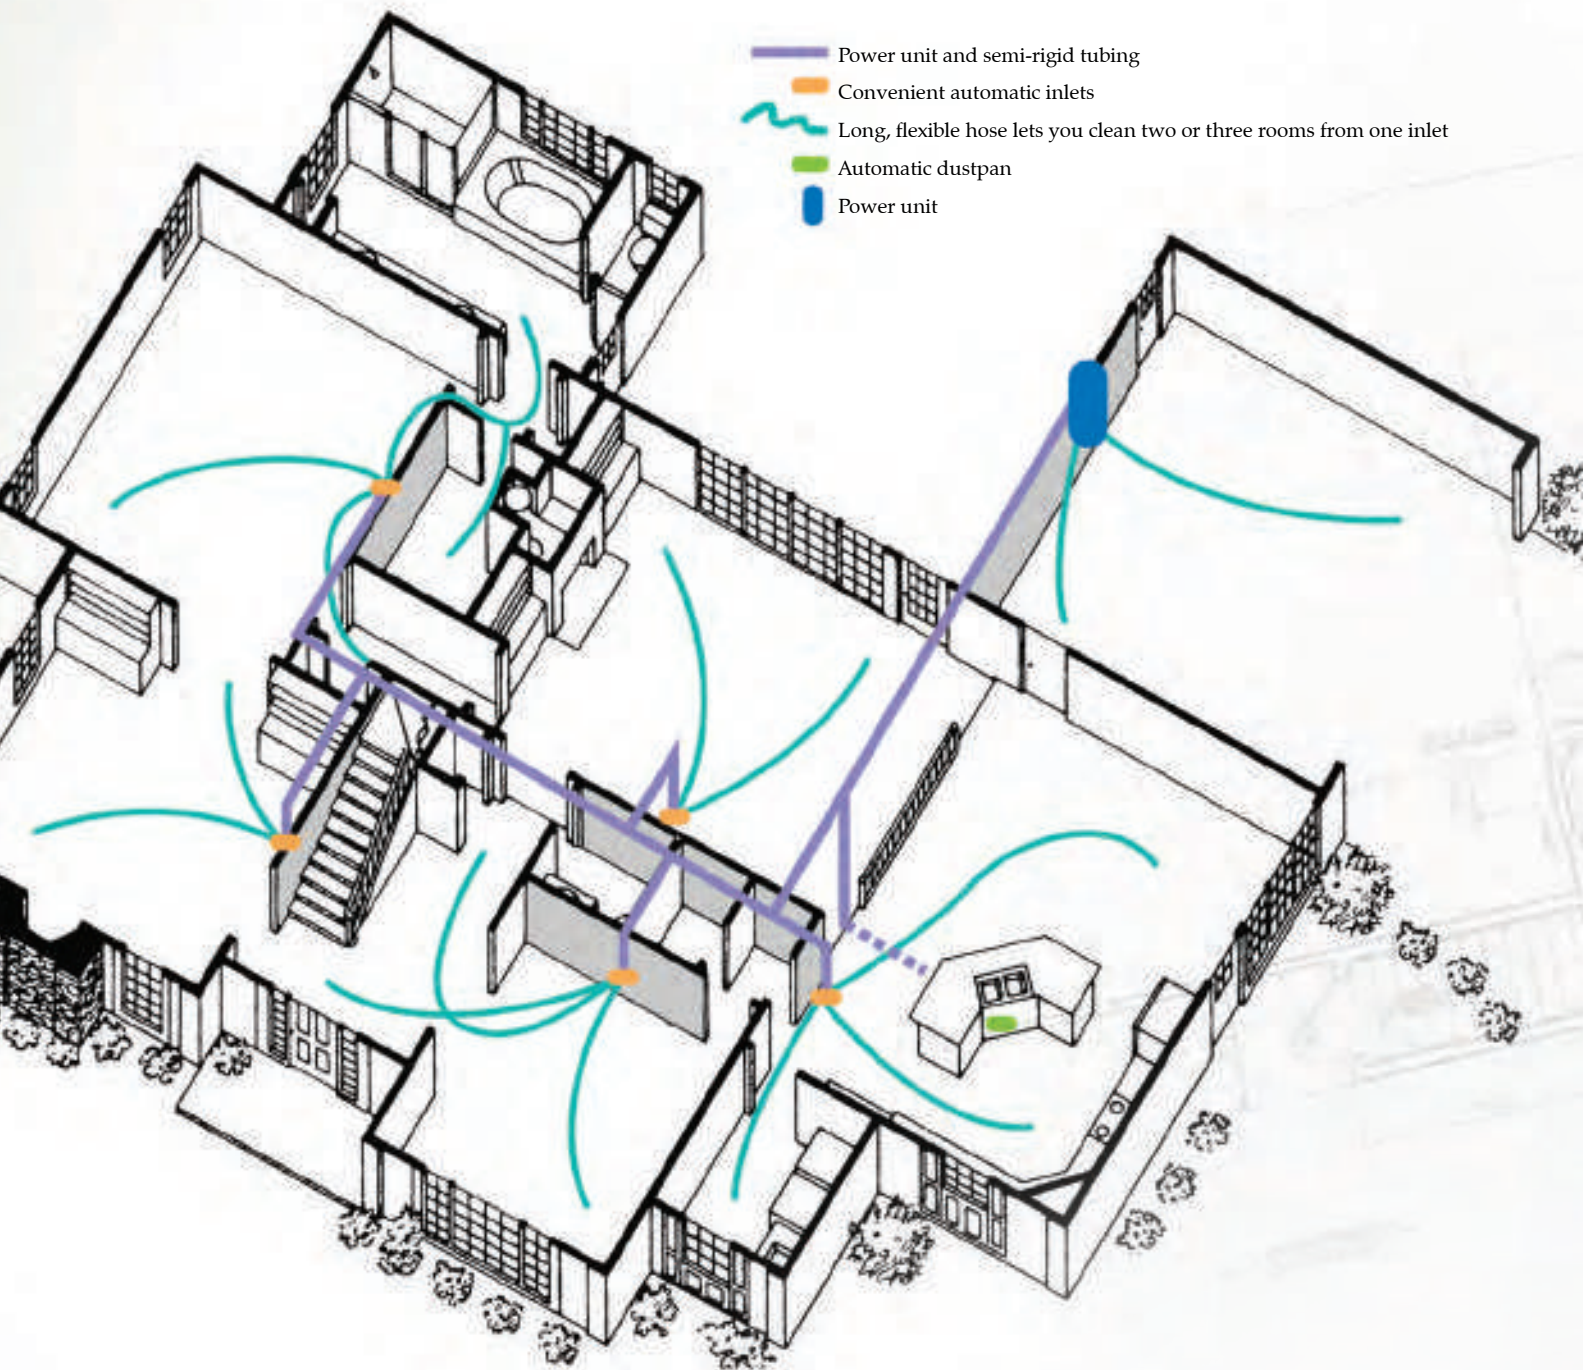 Power unit and semi-rigid tubing
Convenient automatic inlets
Long, flexible hose lets you clean two or three rooms from one inlet
Automatic dustpan
Power unit